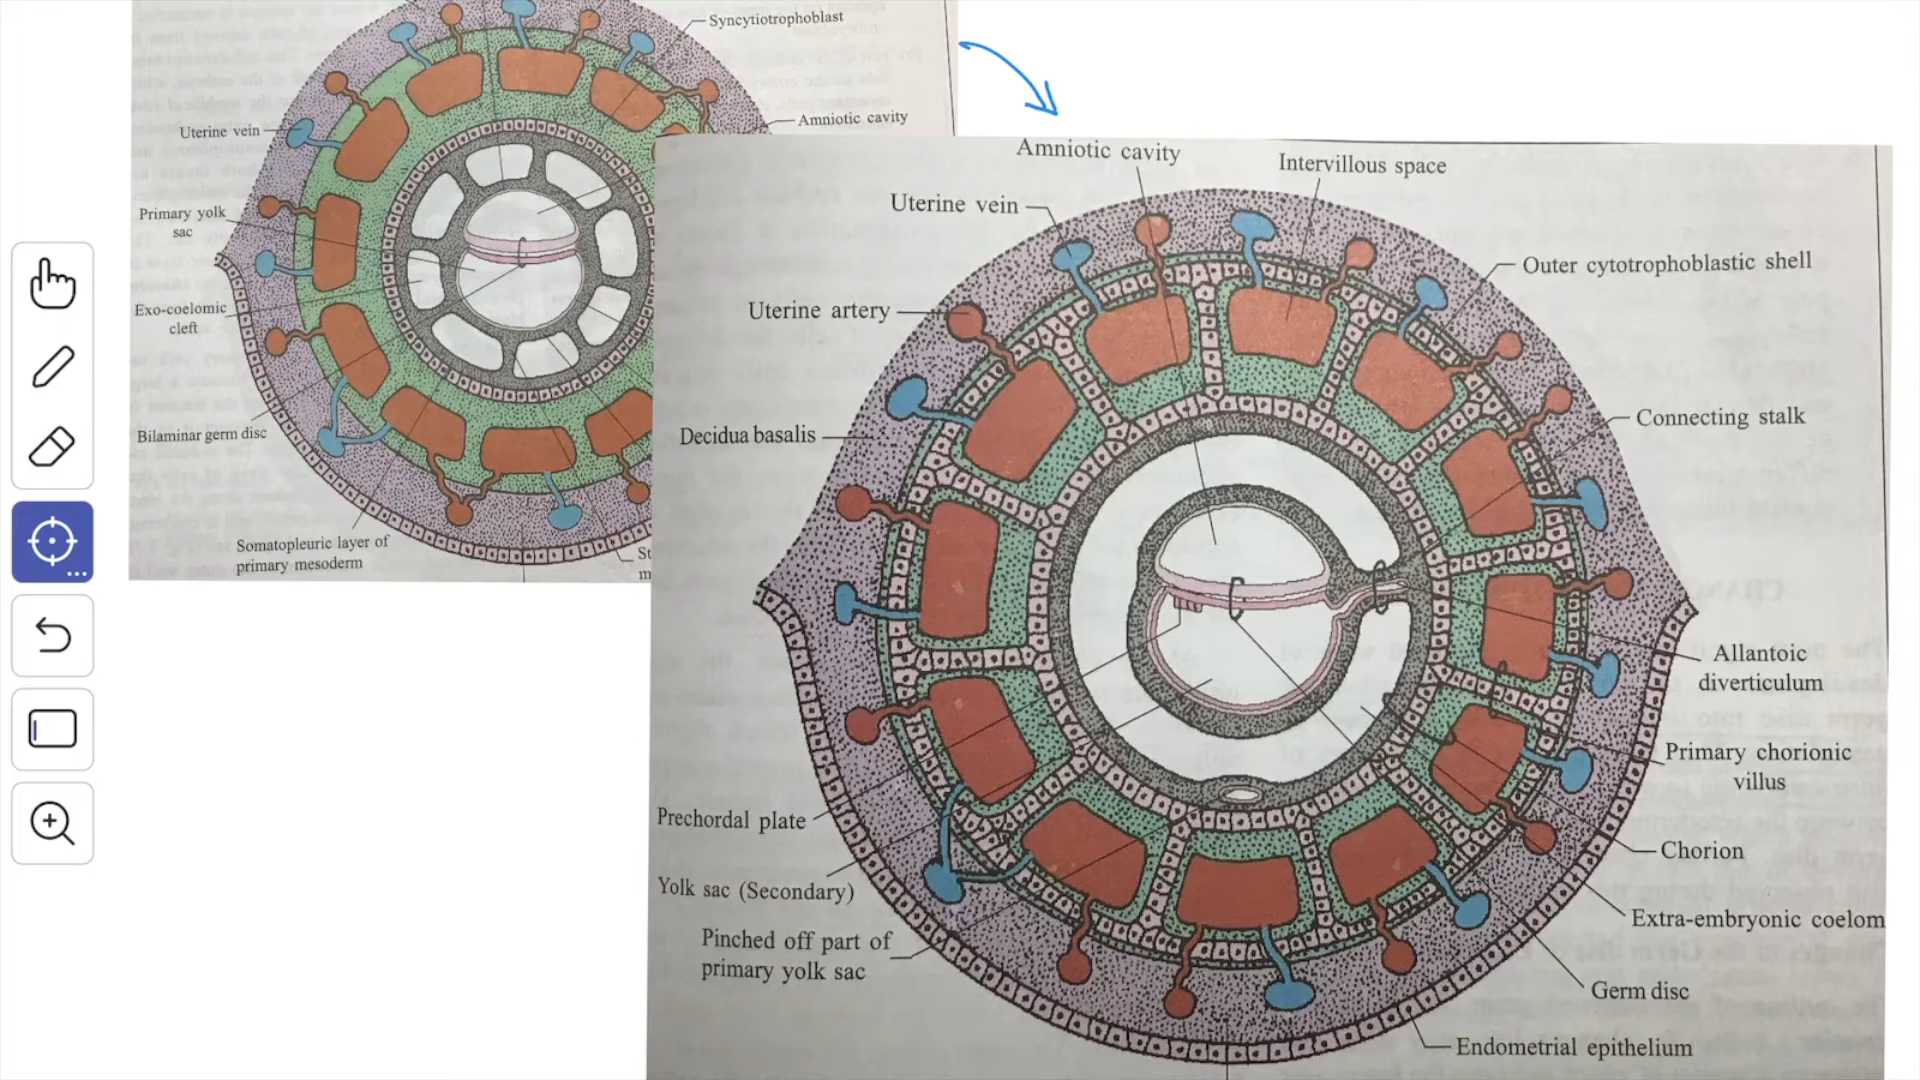 Syncytiotrophoblast
Amniotic cavity
Uterine vein
Primary yolk
sac
Exo-coelomic
cleft
Bilaminar germ disc
Somatopleuric layer of
primary mesoderm
St
m
Amniotic cavity
Intervillous space
Uterine vein
Outer cytotrophoblastic shell
Uterine artery
Connecting stalk
Decidua basalis
Allantoic
diverticulum
Primary chorionic
villus
Prechordal plate
Chorion
Yolk sac (Secondary)
Extra-embryonic coelom
Pinched off part of
primary yolk sac
Germ disc
Endometrial epithelium